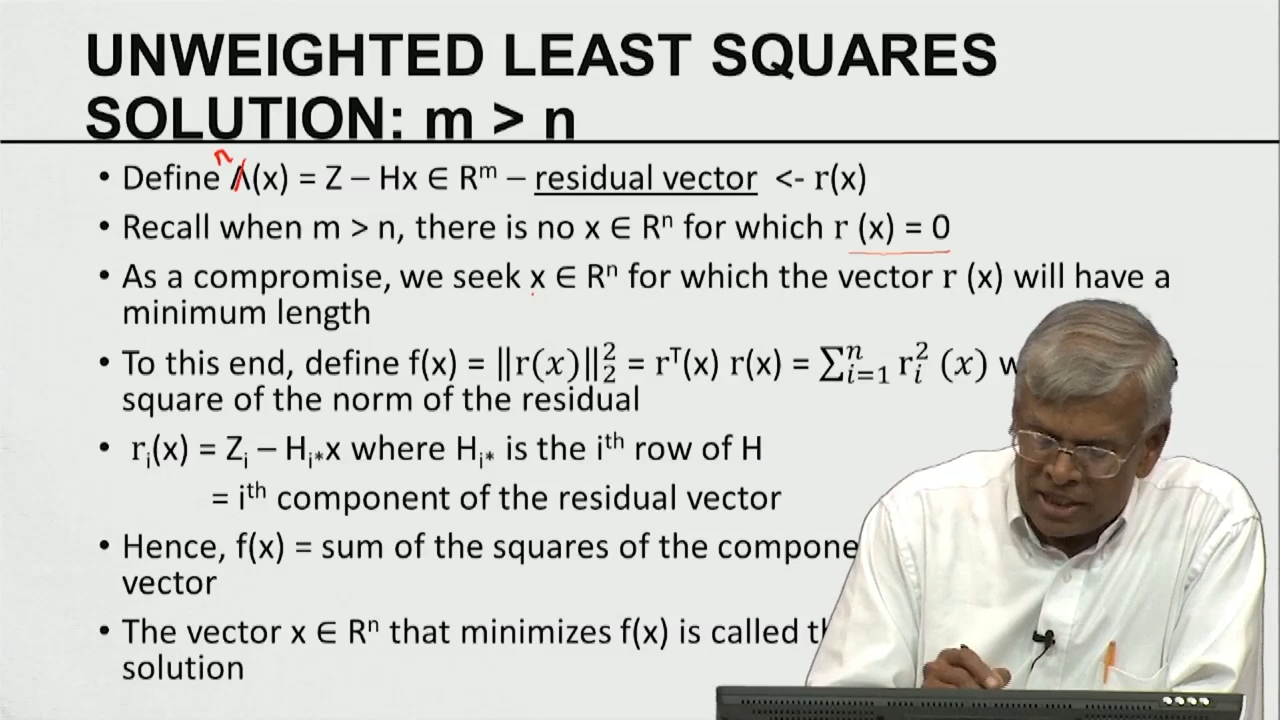 UNWEIGHTED LEAST SQUARES
SOLUTION: m > n
• Define Λ(x) = Z – Hx ∈ Rᵐ – residual vector <- r(x)
• Recall when m > n, there is no x ∈ Rⁿ for which r (x) = 0
• As a compromise, we seek x ∈ Rⁿ for which the vector r (x) will have a
minimum length
• To this end, define f(x) = ‖r(x)‖₂² = rᵀ(x) r(x) = ∑ⁿᵢ₌₁ rᵢ² (x)
square of the norm of the residual
• rᵢ(x) = Zᵢ – Hᵢ*x where Hᵢ* is the iᵗʰ row of H
= iᵗʰ component of the residual vector
• Hence, f(x) = sum of the squares of the
vector
• The vector x ∈ Rⁿ that minimizes f(x) is called
solution